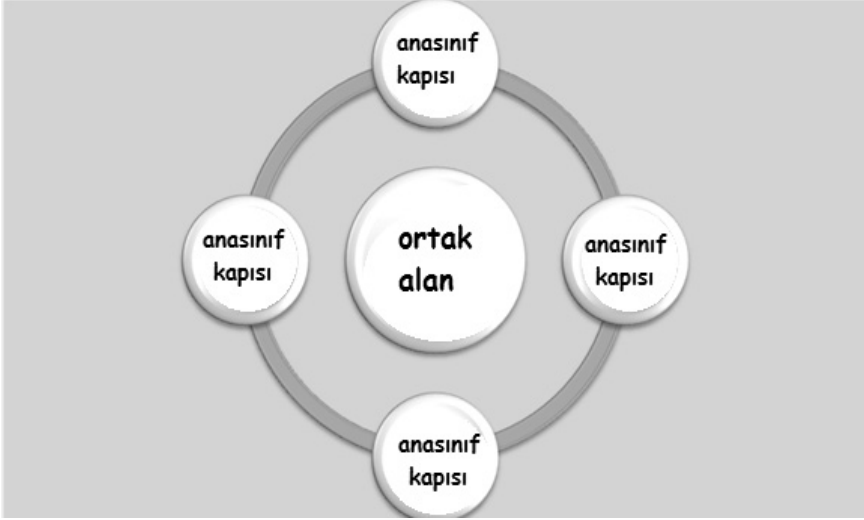 anasınıf
kapısı
anasınıf
kapısı
ortak
alan
anasınıf
kapısı
anasınıf
kapısı